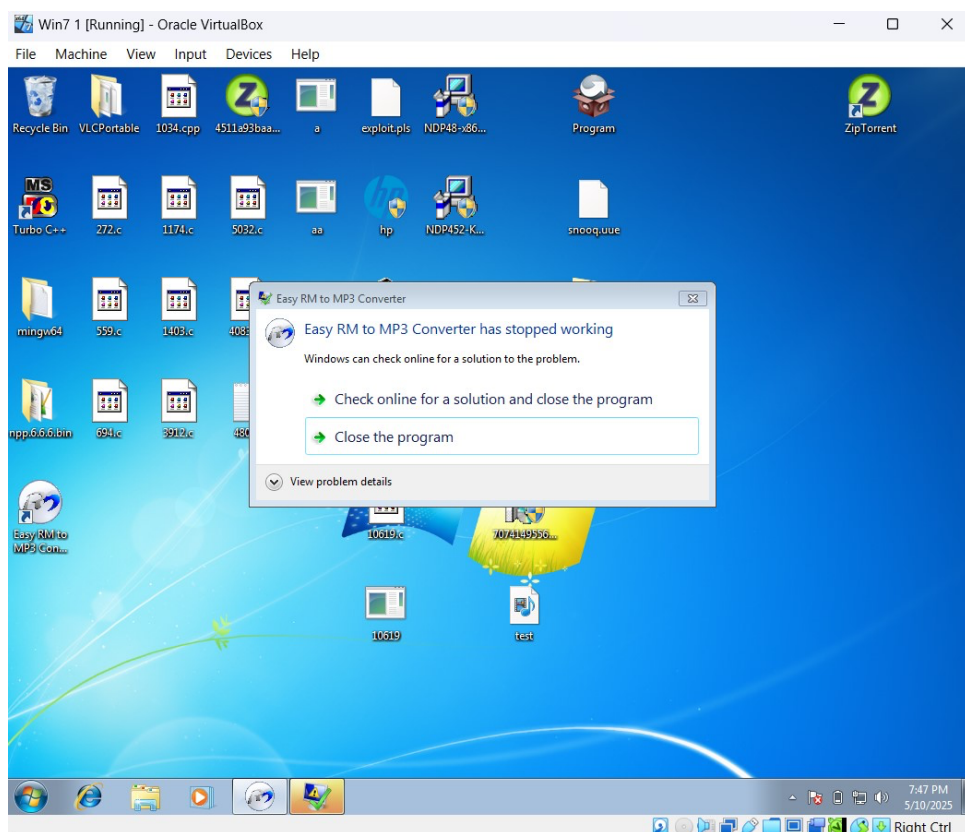 Win7 1 [Running] - Oracle VirtualBox
File Machine View Input Devices Help
Recycle Bin VLCPortable 1034.cpp 4511a93baa... a exploit.pls NDP48-x86... Program ZipTorrent
MS
Turbo C++ 272.c 1174.c 5032.c aa hp NDP452-K... snooq.uue
mingw64 559.c 1403.c 4083
Easy RM to MP3 Converter
Easy RM to MP3 Converter has stopped working
Windows can check online for a solution to the problem.
Check online for a solution and close the program
Close the program
View problem details
npp.6.6.6.bin 694.c 3912.c 480
Easy RM to
MP3 Con...
10619.c 7074149556...
10619 test
7:47 PM
5/10/2025
Right Ctrl